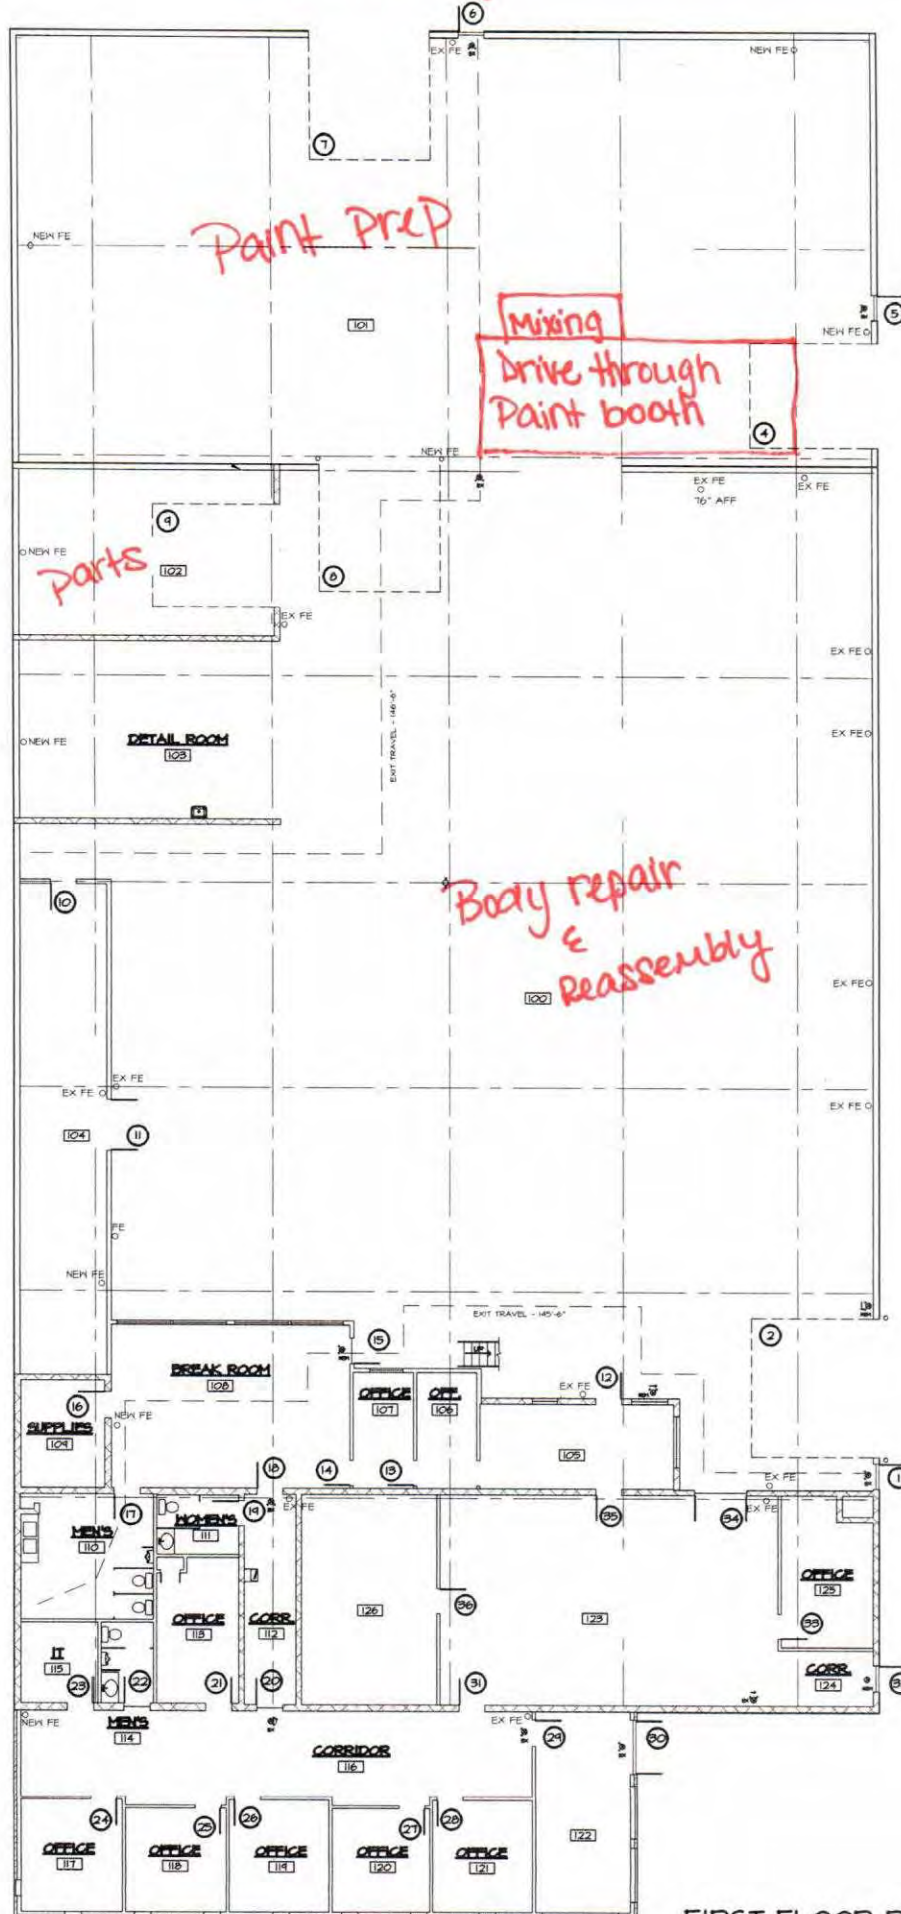 6
EX FE
NEW FE
7
NEW FE
Paint Prep
101
5
Mixing
NEW FE
Drive through
Paint booth
4
NEW FE
EX FE
76" AFF
EX FE
9
NEW FE
Parts
102
8
EX FE
EX FE
DETAIL ROOM
103
NEW FE
EXIT TRAVEL - 146'-6"
EX FE
10
Body repair
&
Reassembly
100
EX FE
EX FE
EX FE
EX FE
104
11
FE
NEW FE
EXIT TRAVEL - 145'-6"
2
15
BREAK ROOM
108
UP
12
EX FE
16
OFFICE
107
OFF.
106
SUPPLIES
109
NEW FE
105
18
14
13
1
EX FE
17
19
EX FE
EX FE
35
34
MEN'S
110
WOMEN'S
111
OFFICE
125
OFFICE
113
CORR.
112
126
36
123
33
IT
115
CORR.
124
23
22
21
20
31
NEW FE
MEN'S
114
EX FE
29
30
CORRIDOR
116
24
25
26
27
28
OFFICE
117
OFFICE
118
OFFICE
119
OFFICE
120
OFFICE
121
122